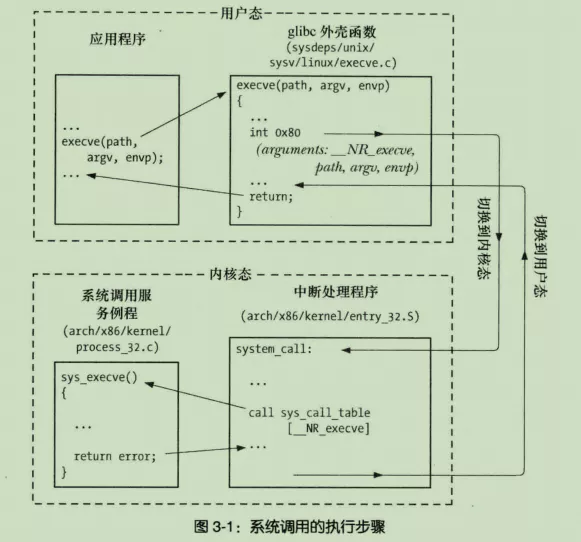 用户态
应用程序
...
execve(path,
argv, envp);
...
glibc 外壳函数
(sysdeps/unix/
sysv/linux/execve.c)
execve(path, argv, envp)
{
...
int 0x80
(arguments: __NR_execve,
path, argv, envp)
...
return;
}
切换到内核态
切换到用户态
内核态
系统调用服
务例程
(arch/x86/kernel/
process_32.c)
sys_execve()
{
...
return error;
}
中断处理程序
(arch/x86/kernel/entry_32.S)
system_call:
...
call sys_call_table
[__NR_execve]
...
图 3-1：系统调用的执行步骤